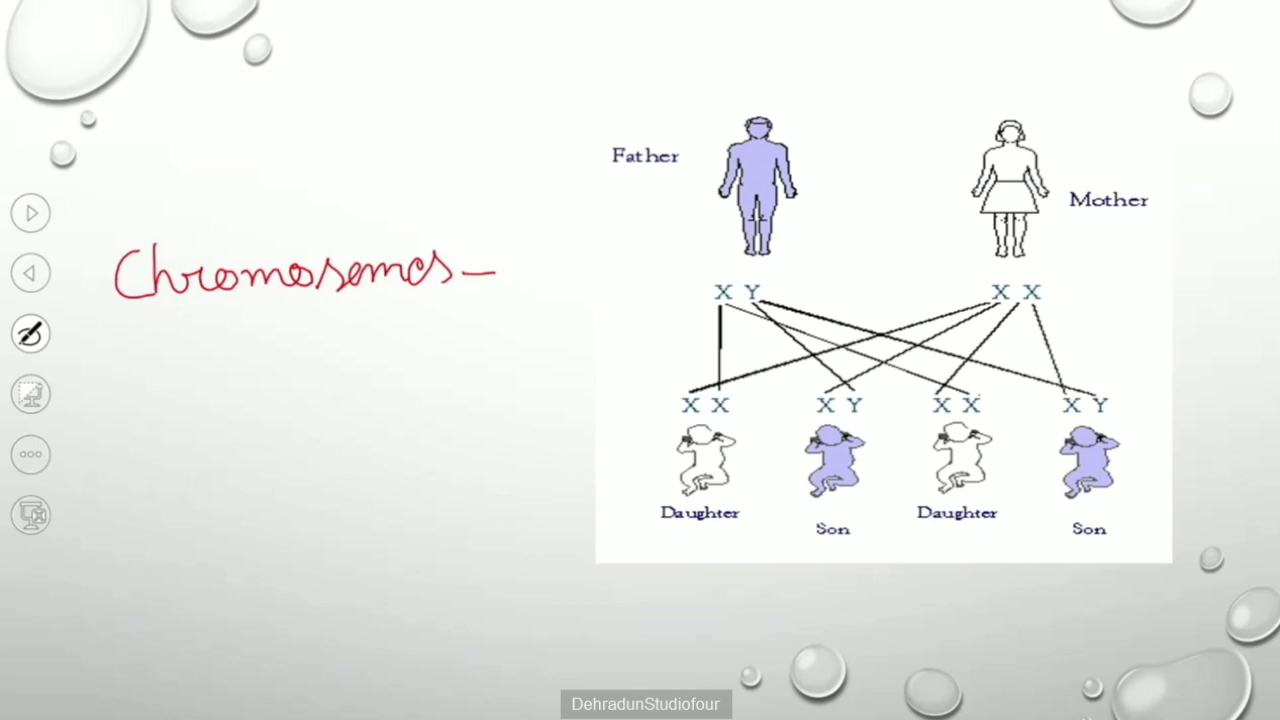 Chromosomes –
Father
Mother
X Y
X X
X X
X Y
X X
X Y
Daughter
Son
Daughter
Son
DehradunStudiofour